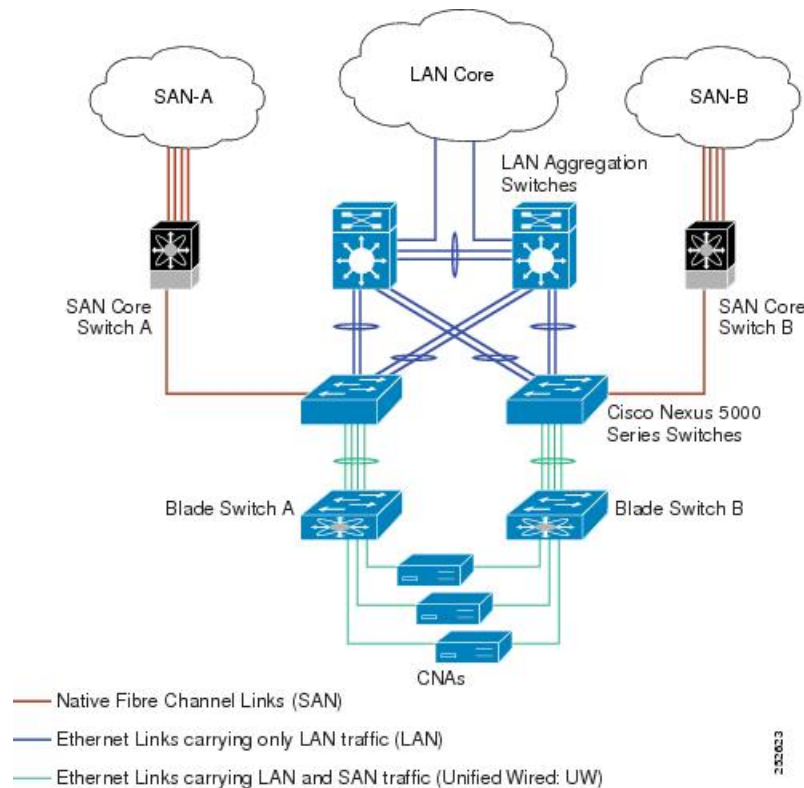 SAN-A
LAN Core
SAN-B
LAN Aggregation
Switches
SAN Core
Switch A
SAN Core
Switch B
Cisco Nexus 5000
Series Switches
Blade Switch A
Blade Switch B
CNAs
Native Fibre Channel Links (SAN)
Ethernet Links carrying only LAN traffic (LAN)
Ethernet Links carrying LAN and SAN traffic (Unified Wired: UW)
252623